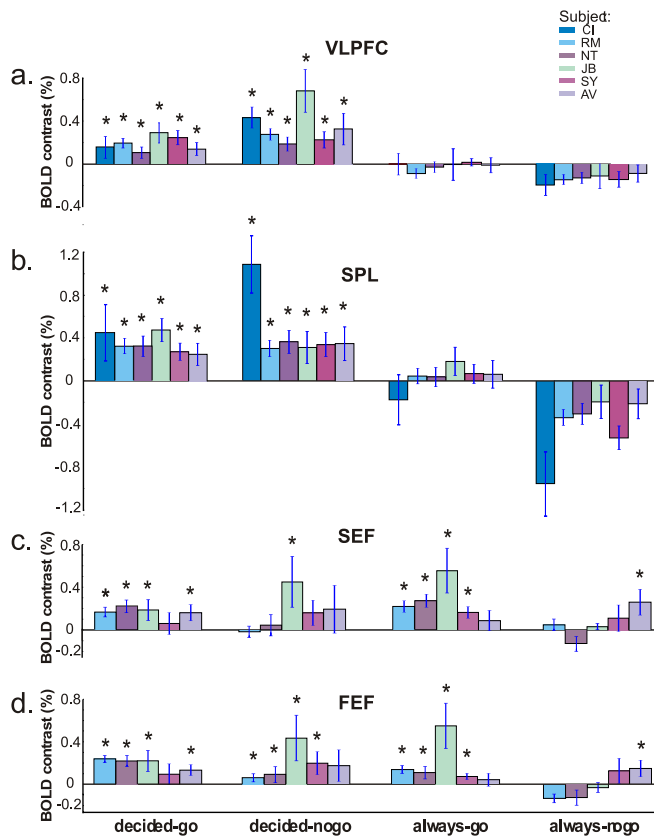 Subject:
CI
RM
NT
JB
SY
AV
a.
VLPFC
BOLD contrast (%)
0.8
0.4
0
-0.4
* * * * * *
* * * * * *
b.
SPL
BOLD contrast (%)
1.2
0.8
0.4
0
-0.4
-0.8
-1.2
* * * * * *
* * * * * *
c.
SEF
BOLD contrast (%)
0.8
0.4
0
-0.2
* * * *
*
* * * *
*
d.
FEF
BOLD contrast (%)
0.8
0.4
0
-0.2
* * * *
* * * *
* * * *
*
decided-go decided-nogo always-go always-nogo